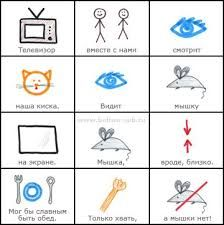 Телевизор
вместе с нами
смотрит
наша киска.
Видит
мышку
на экране.
Мышка,
вроде, близко.
Мог бы славным
быть обед.
Только хвать,
а мышки нет!